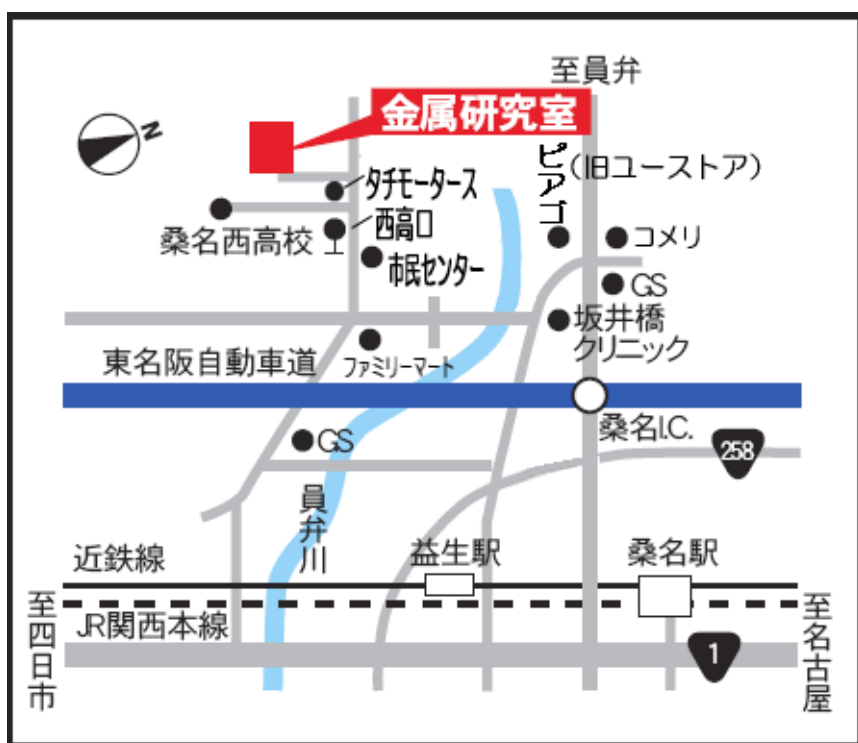 至員弁
N
金属研究室
ピアゴ
(旧ユーストア)
タチモータース
西高口
桑名西高校
コメリ
市民センター
GS
坂井橋
クリニック
東名阪自動車道
ファミリーマート
桑名I.C.
258
GS
員弁川
近鉄線
益生駅
桑名駅
至四日市
JR関西本線
1
至名古屋